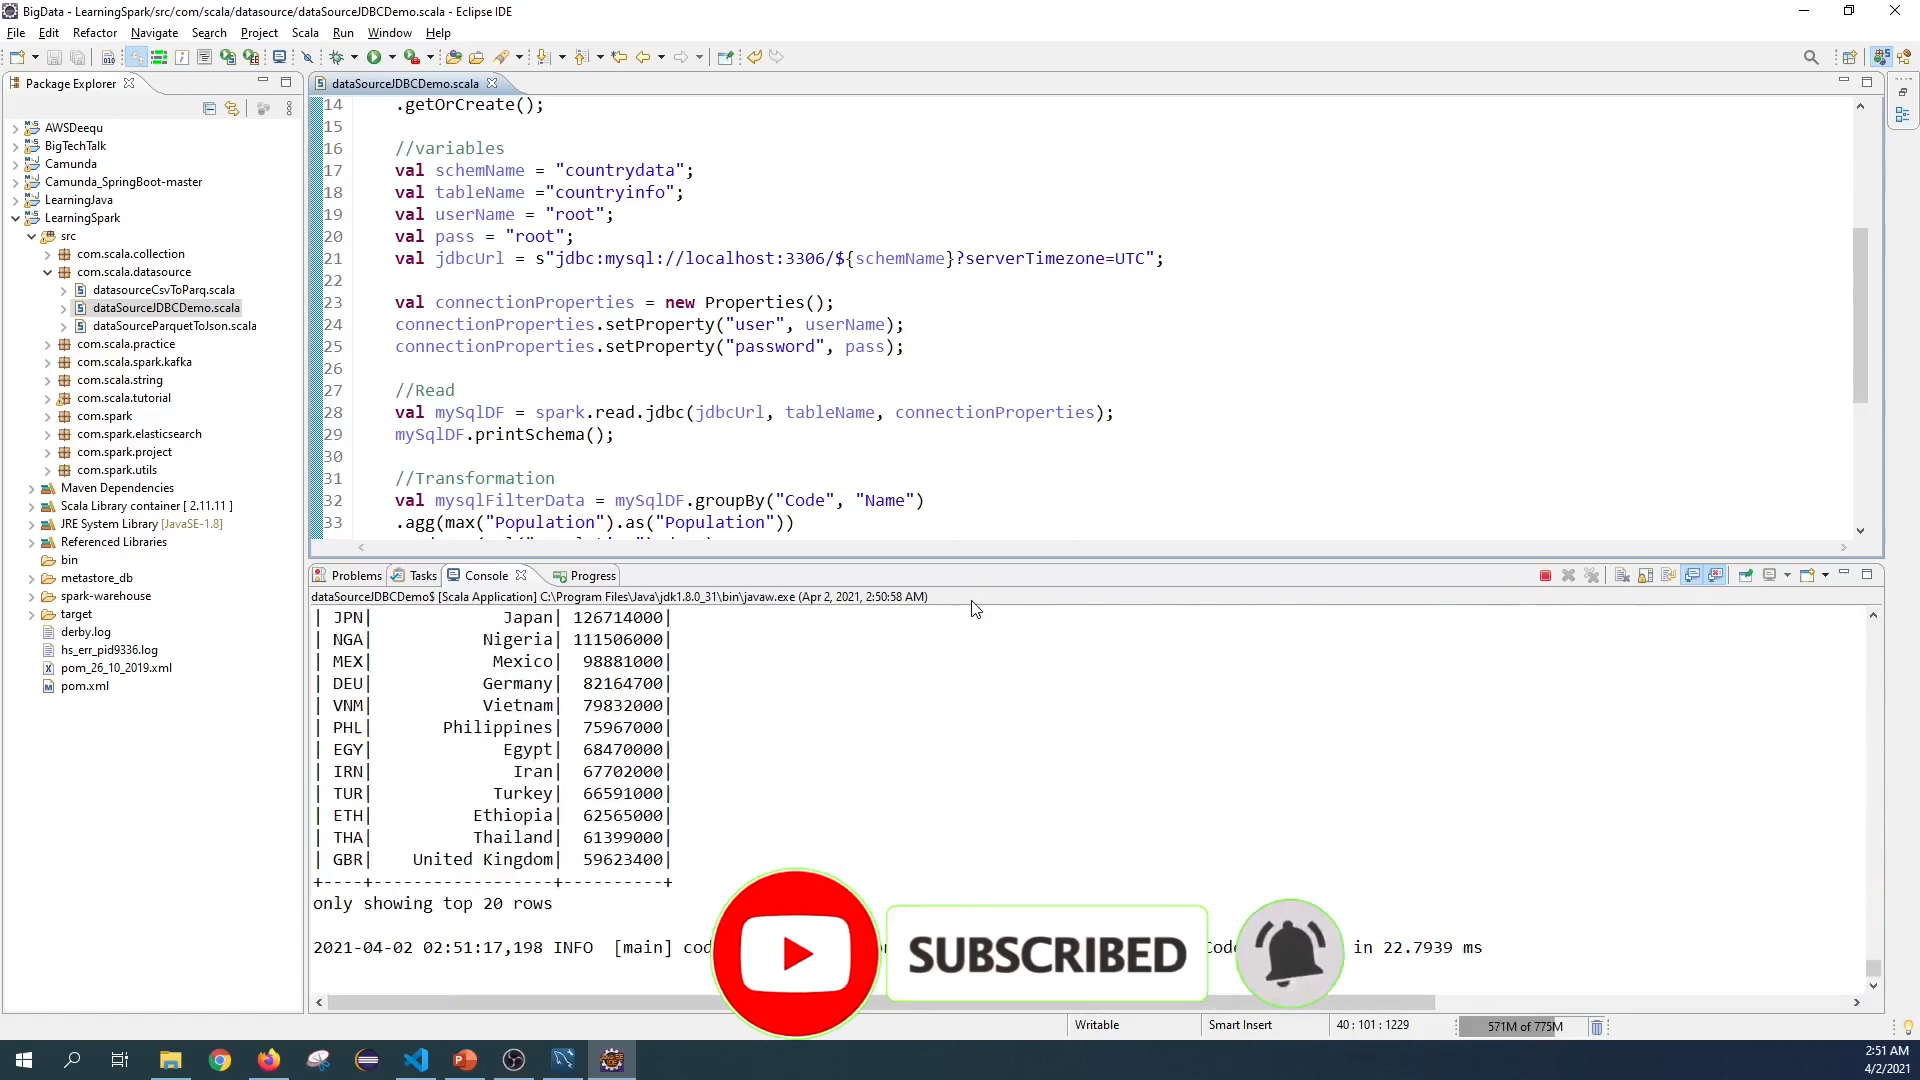 BigData - LearningSpark/src/com/scala/datasource/dataSourceJDBCDemo.scala - Eclipse IDE
File Edit Refactor Navigate Search Project Scala Run Window Help
Package Explorer
AWSDeequ
BigTechTalk
Camunda
Camunda_SpringBoot-master
LearningJava
LearningSpark
src
com.scala.collection
com.scala.datasource
datasourceCsvToParq.scala
dataSourceJDBCDemo.scala
dataSourceParquetToJson.scala
com.scala.practice
com.scala.spark.kafka
com.scala.string
com.scala.tutorial
com.spark
com.spark.elasticsearch
com.spark.project
com.spark.utils
Maven Dependencies
Scala Library container [ 2.11.11 ]
JRE System Library [JavaSE-1.8]
Referenced Libraries
bin
metastore_db
spark-warehouse
target
derby.log
hs_err_pid9336.log
pom_26_10_2019.xml
pom.xml
dataSourceJDBCDemo.scala
14 .getOrCreate();
15
16 //variables
17 val schemName = "countrydata";
18 val tableName ="countryinfo";
19 val userName = "root";
20 val pass = "root";
21 val jdbcUrl = s"jdbc:mysql://localhost:3306/${schemName}?serverTimezone=UTC";
22
23 val connectionProperties = new Properties();
24 connectionProperties.setProperty("user", userName);
25 connectionProperties.setProperty("password", pass);
26
27 //Read
28 val mySqlDF = spark.read.jdbc(jdbcUrl, tableName, connectionProperties);
29 mySqlDF.printSchema();
30
31 //Transformation
32 val mysqlFilterData = mySqlDF.groupBy("Code", "Name")
33 .agg(max("Population").as("Population"))
Problems Tasks Console Progress
dataSourceJDBCDemo$ [Scala Application] C:\Program Files\Java\jdk1.8.0_31\bin\javaw.exe (Apr 2, 2021, 2:50:58 AM)
| JPN| Japan| 126714000|
| NGA| Nigeria| 111506000|
| MEX| Mexico| 98881000|
| DEU| Germany| 82164700|
| VNM| Vietnam| 79832000|
| PHL| Philippines| 75967000|
| EGY| Egypt| 68470000|
| IRN| Iran| 67702000|
| TUR| Turkey| 66591000|
| ETH| Ethiopia| 62565000|
| THA| Thailand| 61399000|
| GBR| United Kingdom| 59623400|
+----+------------------+----------+
only showing top 20 rows
2021-04-02 02:51:17,198 INFO [main] in 22.7939 ms
SUBSCRIBED
Writable Smart Insert 40 : 101 : 1229 571M of 775M
2:51 AM
4/2/2021